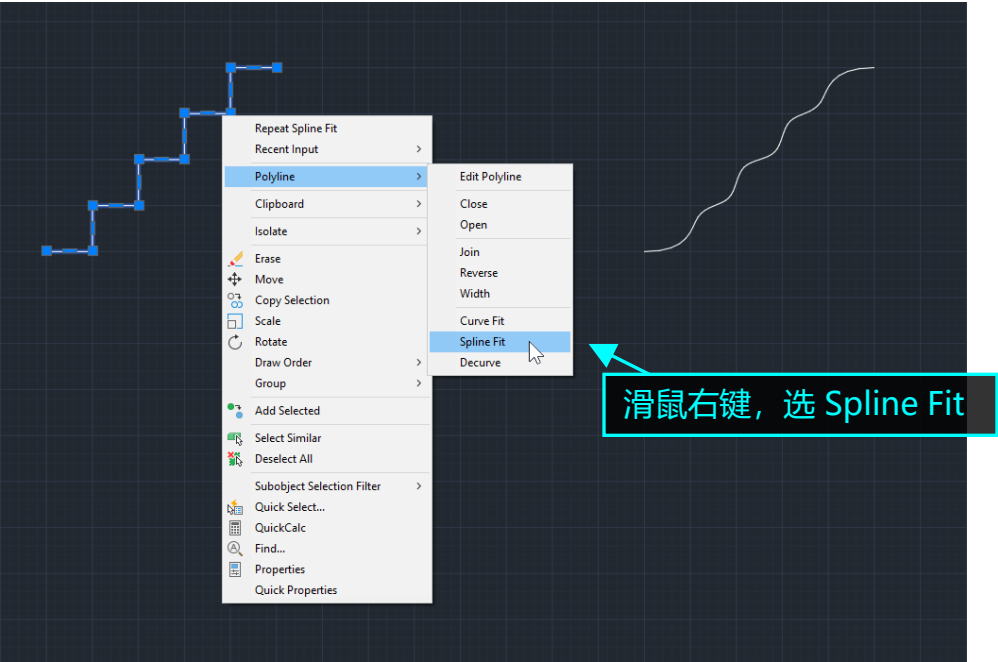 Repeat Spline Fit
Recent Input
Polyline
Clipboard
Isolate
Erase
Move
Copy Selection
Scale
Rotate
Draw Order
Group
Add Selected
Select Similar
Deselect All
Subobject Selection Filter
Quick Select...
QuickCalc
Find...
Properties
Quick Properties
Edit Polyline
Close
Open
Join
Reverse
Width
Curve Fit
Spline Fit
Decurve
滑鼠右键，选 Spline Fit